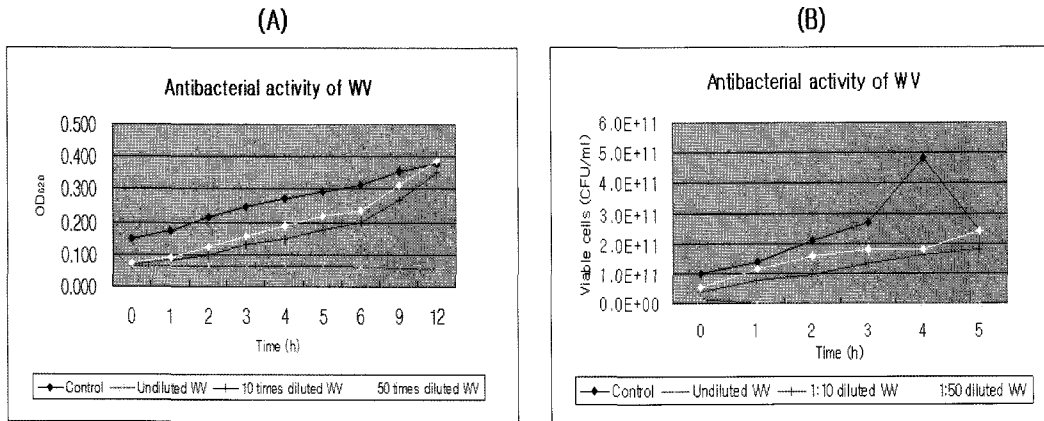 (A)
Antibacterial activity of WV
0.500
0.400
0.300
0.200
0.100
0.000
OD620
0 1 2 3 4 5 6 9 12
Time (h)
Control Undiluted WV 10 times diluted WV 50 times diluted WV
(B)
Antibacterial activity of WV
6.0E+11
5.0E+11
4.0E+11
3.0E+11
2.0E+11
1.0E+11
0.0E+00
Viable cells (CFU/ml)
0 1 2 3 4 5
Time (h)
Control Undiluted WV 1:10 diluted WV 1:50 diluted WV